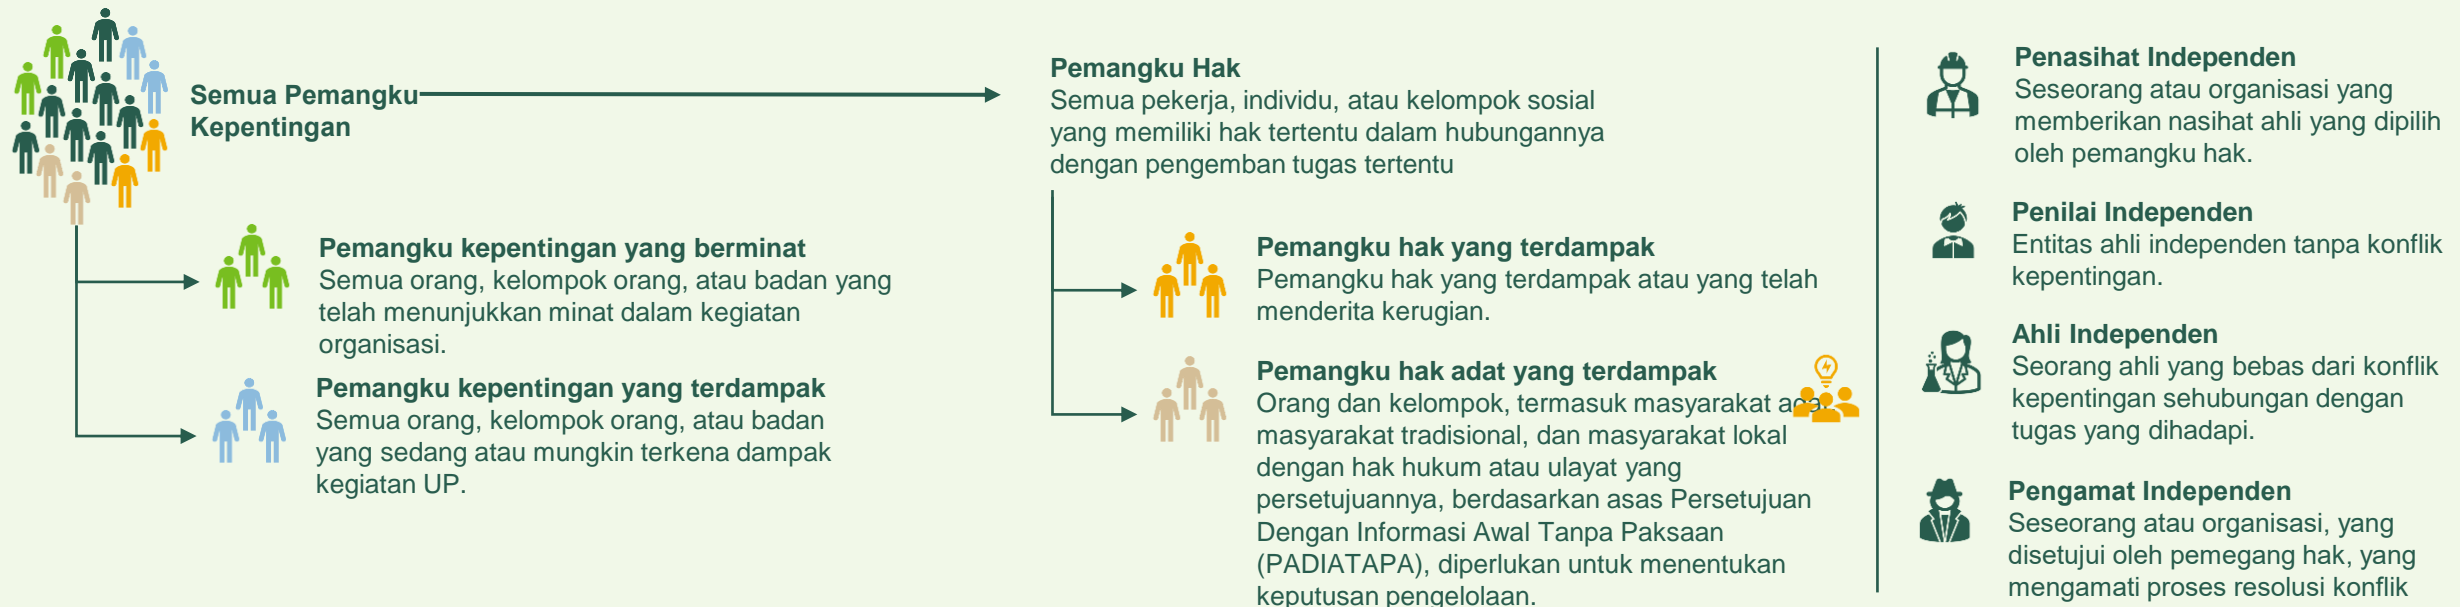 Semua Pemangku
Kepentingan
Pemangku kepentingan yang berminat
Semua orang, kelompok orang, atau badan yang
telah menunjukkan minat dalam kegiatan
organisasi.
Pemangku kepentingan yang terdampak
Semua orang, kelompok orang, atau badan
yang sedang atau mungkin terkena dampak
kegiatan UP.
Pemangku Hak
Semua pekerja, individu, atau kelompok sosial
yang memiliki hak tertentu dalam hubungannya
dengan pengemban tugas tertentu
Pemangku hak yang terdampak
Pemangku hak yang terdampak atau yang telah
menderita kerugian.
Pemangku hak adat yang terdampak
Orang dan kelompok, termasuk masyarakat
masyarakat tradisional, dan masyarakat lokal
dengan hak hukum atau ulayat yang
persetujuannya, berdasarkan asas Persetujuan
Dengan Informasi Awal Tanpa Paksaan
(PADIATAPA), diperlukan untuk menentukan
keputusan pengelolaan.
Penasihat Independen
Seseorang atau organisasi yang
memberikan nasihat ahli yang dipilih
oleh pemangku hak.
Penilai Independen
Entitas ahli independen tanpa konflik
kepentingan.
Ahli Independen
Seorang ahli yang bebas dari konflik
kepentingan sehubungan dengan
tugas yang dihadapi.
Pengamat Independen
Seseorang atau organisasi, yang
disetujui oleh pemegang hak, yang
mengamati proses resolusi konflik